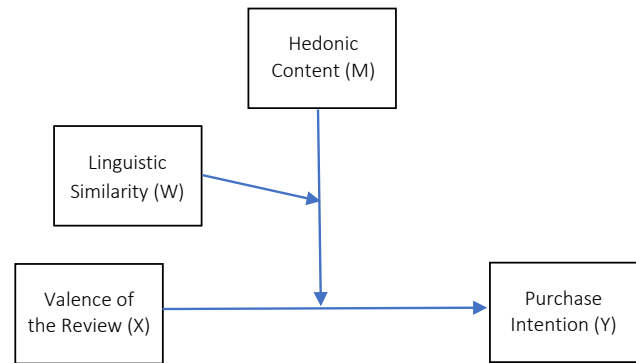 Hedonic
Content (M)
Linguistic
Similarity (W)
Valence of
the Review (X)
Purchase
Intention (Y)